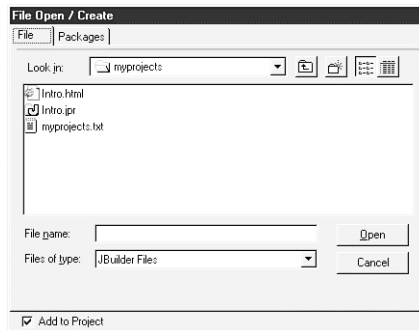 File Open / Create
File Packages
Look in: myprojects
Intro.html
Intro.jpr
myprojects.txt
File name: Open
Files of type: JBuilder Files Cancel
Add to Project